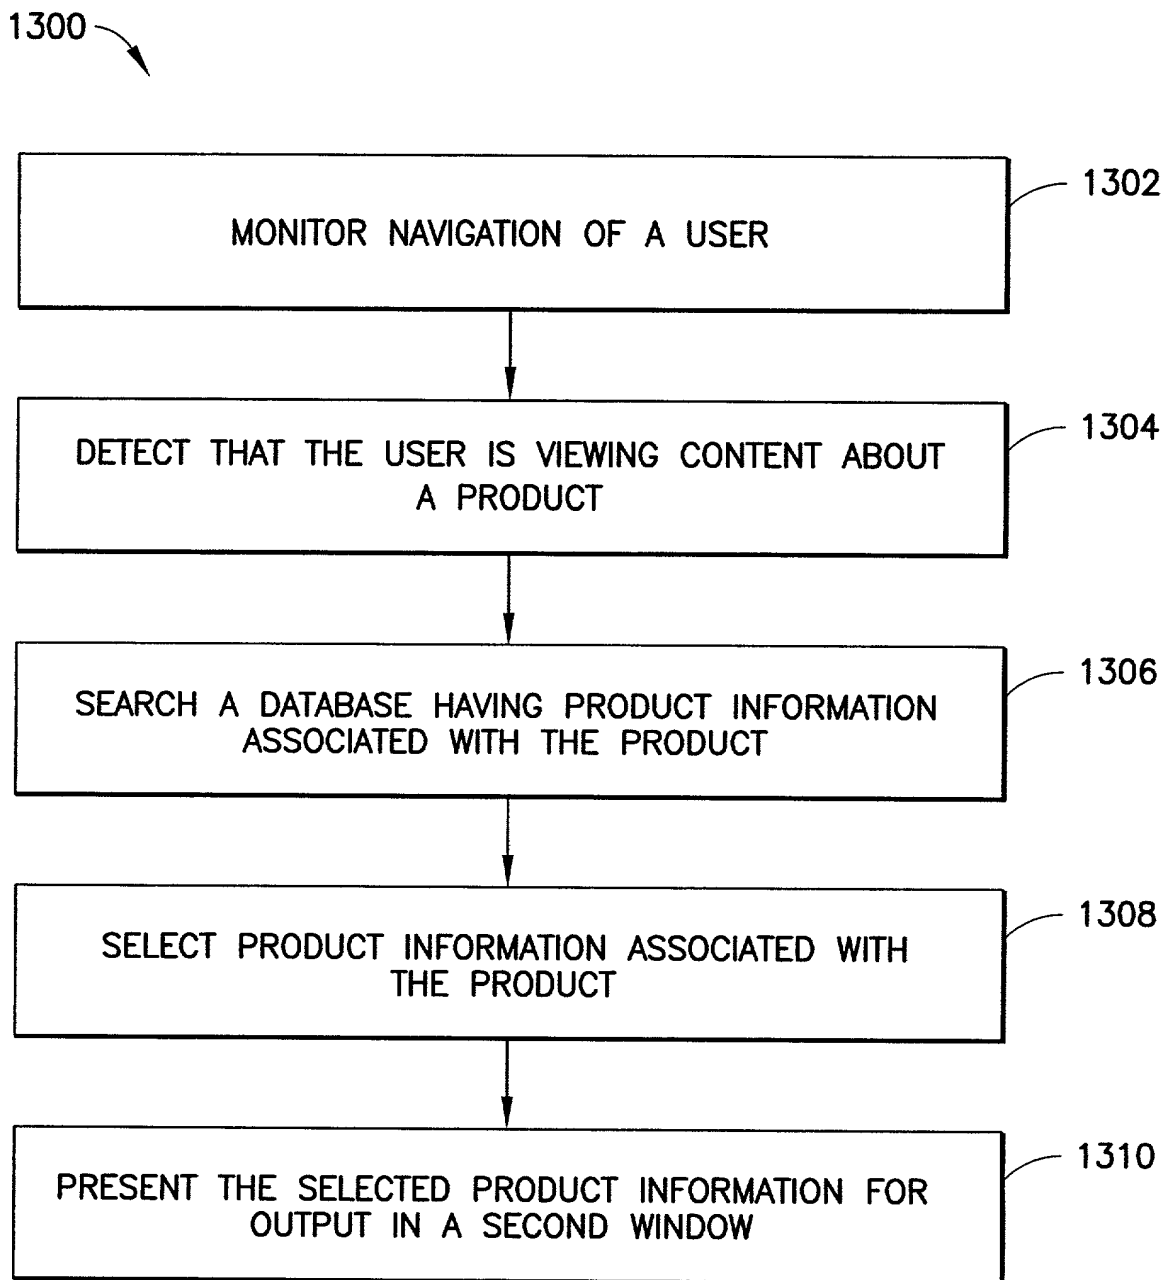 1300
1302
MONITOR NAVIGATION OF A USER
1304
DETECT THAT THE USER IS VIEWING CONTENT ABOUT
A PRODUCT
1306
SEARCH A DATABASE HAVING PRODUCT INFORMATION
ASSOCIATED WITH THE PRODUCT
1308
SELECT PRODUCT INFORMATION ASSOCIATED WITH
THE PRODUCT
1310
PRESENT THE SELECTED PRODUCT INFORMATION FOR
OUTPUT IN A SECOND WINDOW